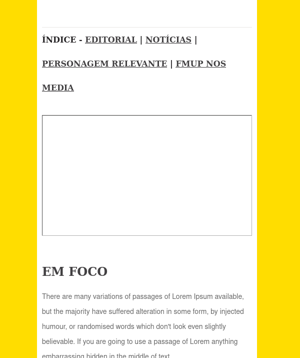 ÍNDICE - EDITORIAL | NOTÍCIAS |
PERSONAGEM RELEVANTE | FMUP NOS
MEDIA
EM FOCO
There are many variations of passages of Lorem Ipsum available,
but the majority have suffered alteration in some form, by injected
humour, or randomised words which don't look even slightly
believable. If you are going to use a passage of Lorem anything
embarrassing hidden in the middle of text.